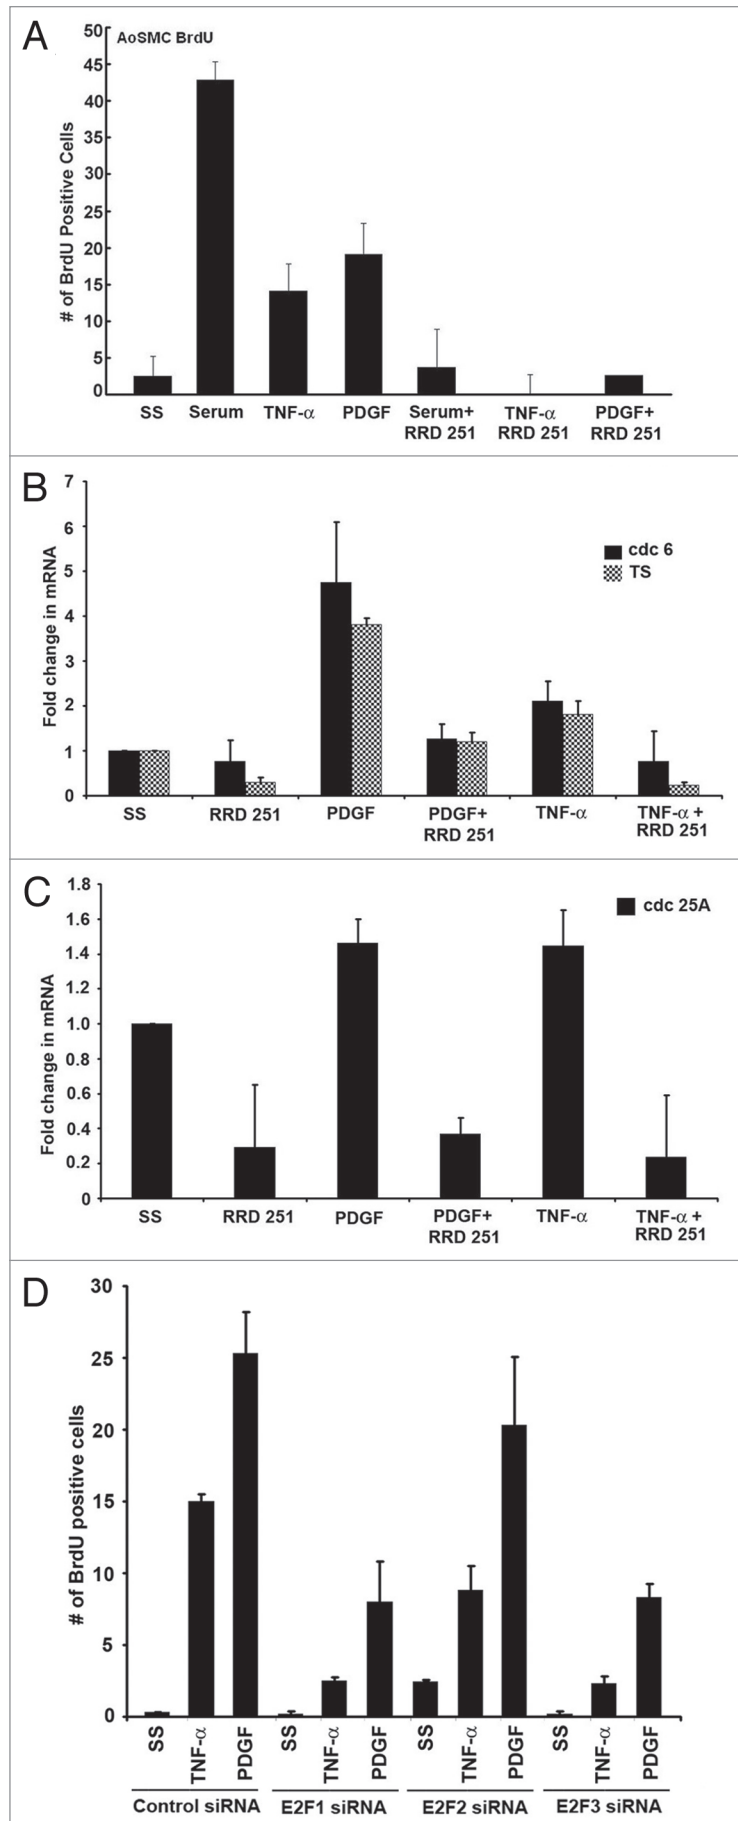 A
AoSMC BrdU
# of BrdU Positive Cells
50
45
40
35
30
25
20
15
10
5
0
SS Serum TNF-α PDGF Serum+ TNF-α PDGF+
RRD 251 RRD 251 RRD 251
B
Fold change in mRNA
7
6
5
4
3
2
1
0
cdc 6
TS
SS RRD 251 PDGF PDGF+ TNF-α TNF-α +
RRD 251 RRD 251
C
Fold change in mRNA
1.8
1.6
1.4
1.2
1.0
0.8
0.6
0.4
0.2
0
cdc 25A
SS RRD 251 PDGF PDGF+ TNF-α TNF-α +
RRD 251 RRD 251
D
# of BrdU positive cells
30
25
20
15
10
5
0
SS TNF-α PDGF SS TNF-α PDGF SS TNF-α PDGF SS TNF-α PDGF
Control siRNA E2F1 siRNA E2F2 siRNA E2F3 siRNA